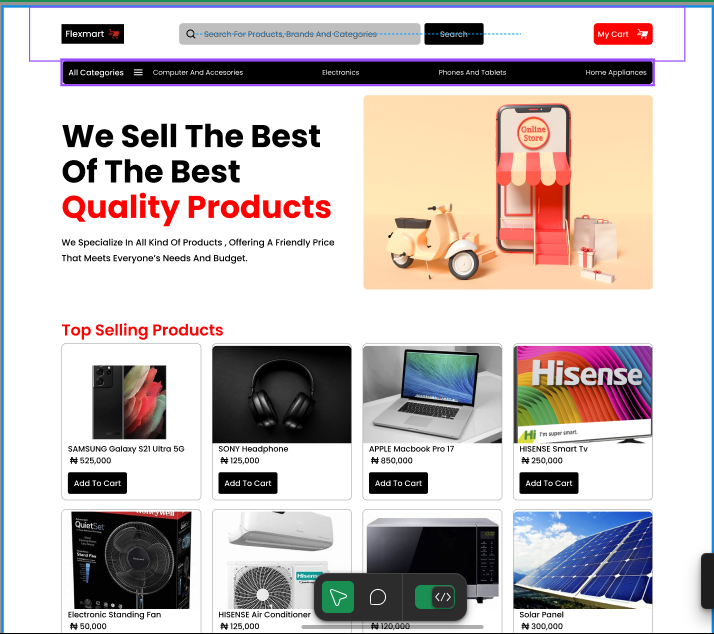 Flexmart
Search For Products, Brands And Categories
Search
My Cart
All Categories
Computer And Accesories
Electronics
Phones And Tablets
Home Appliances
We Sell The Best
Of The Best
Quality Products
We Specialize In All Kind Of Products , Offering A Friendly Price
That Meets Everyone's Needs And Budget.
Online
Store
Top Selling Products
SAMSUNG Galaxy S21 Ultra 5G
₦ 525,000
Add To Cart
SONY Headphone
₦ 125,000
Add To Cart
Hisense
Hi I'm super smart.
APPLE Macbook Pro 17
₦ 850,000
Add To Cart
HISENSE Smart Tv
₦ 250,000
Add To Cart
Honeywell
QuietSet
Stand Fan
Electronic Standing Fan
₦ 50,000
Hisense
HISENSE Air Conditioner
₦ 125,000
₦ 120,000
Solar Panel
₦ 300,000